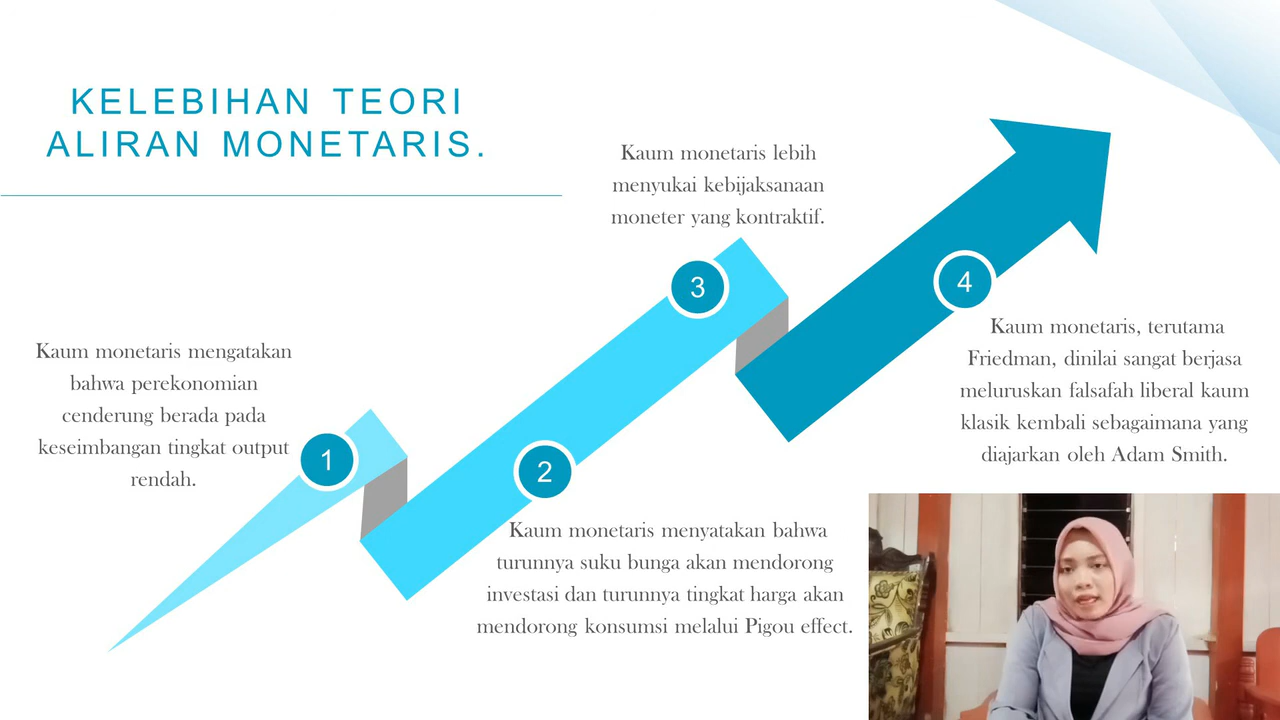 KELEBIHAN TEORI
ALIRAN MONETARIS.
Kaum monetaris mengatakan
bahwa perekonomian
cenderung berada pada
keseimbangan tingkat output
rendah.
1
2
Kaum monetaris menyatakan bahwa
turunnya suku bunga akan mendorong
investasi dan turunnya tingkat harga akan
mendorong konsumsi melalui Pigou effect.
Kaum monetaris lebih
menyukai kebijaksanaan
moneter yang kontraktif.
3
4
Kaum monetaris, terutama
Friedman, dinilai sangat berjasa
meluruskan falsafah liberal kaum
klasik kembali sebagaimana yang
diajarkan oleh Adam Smith.